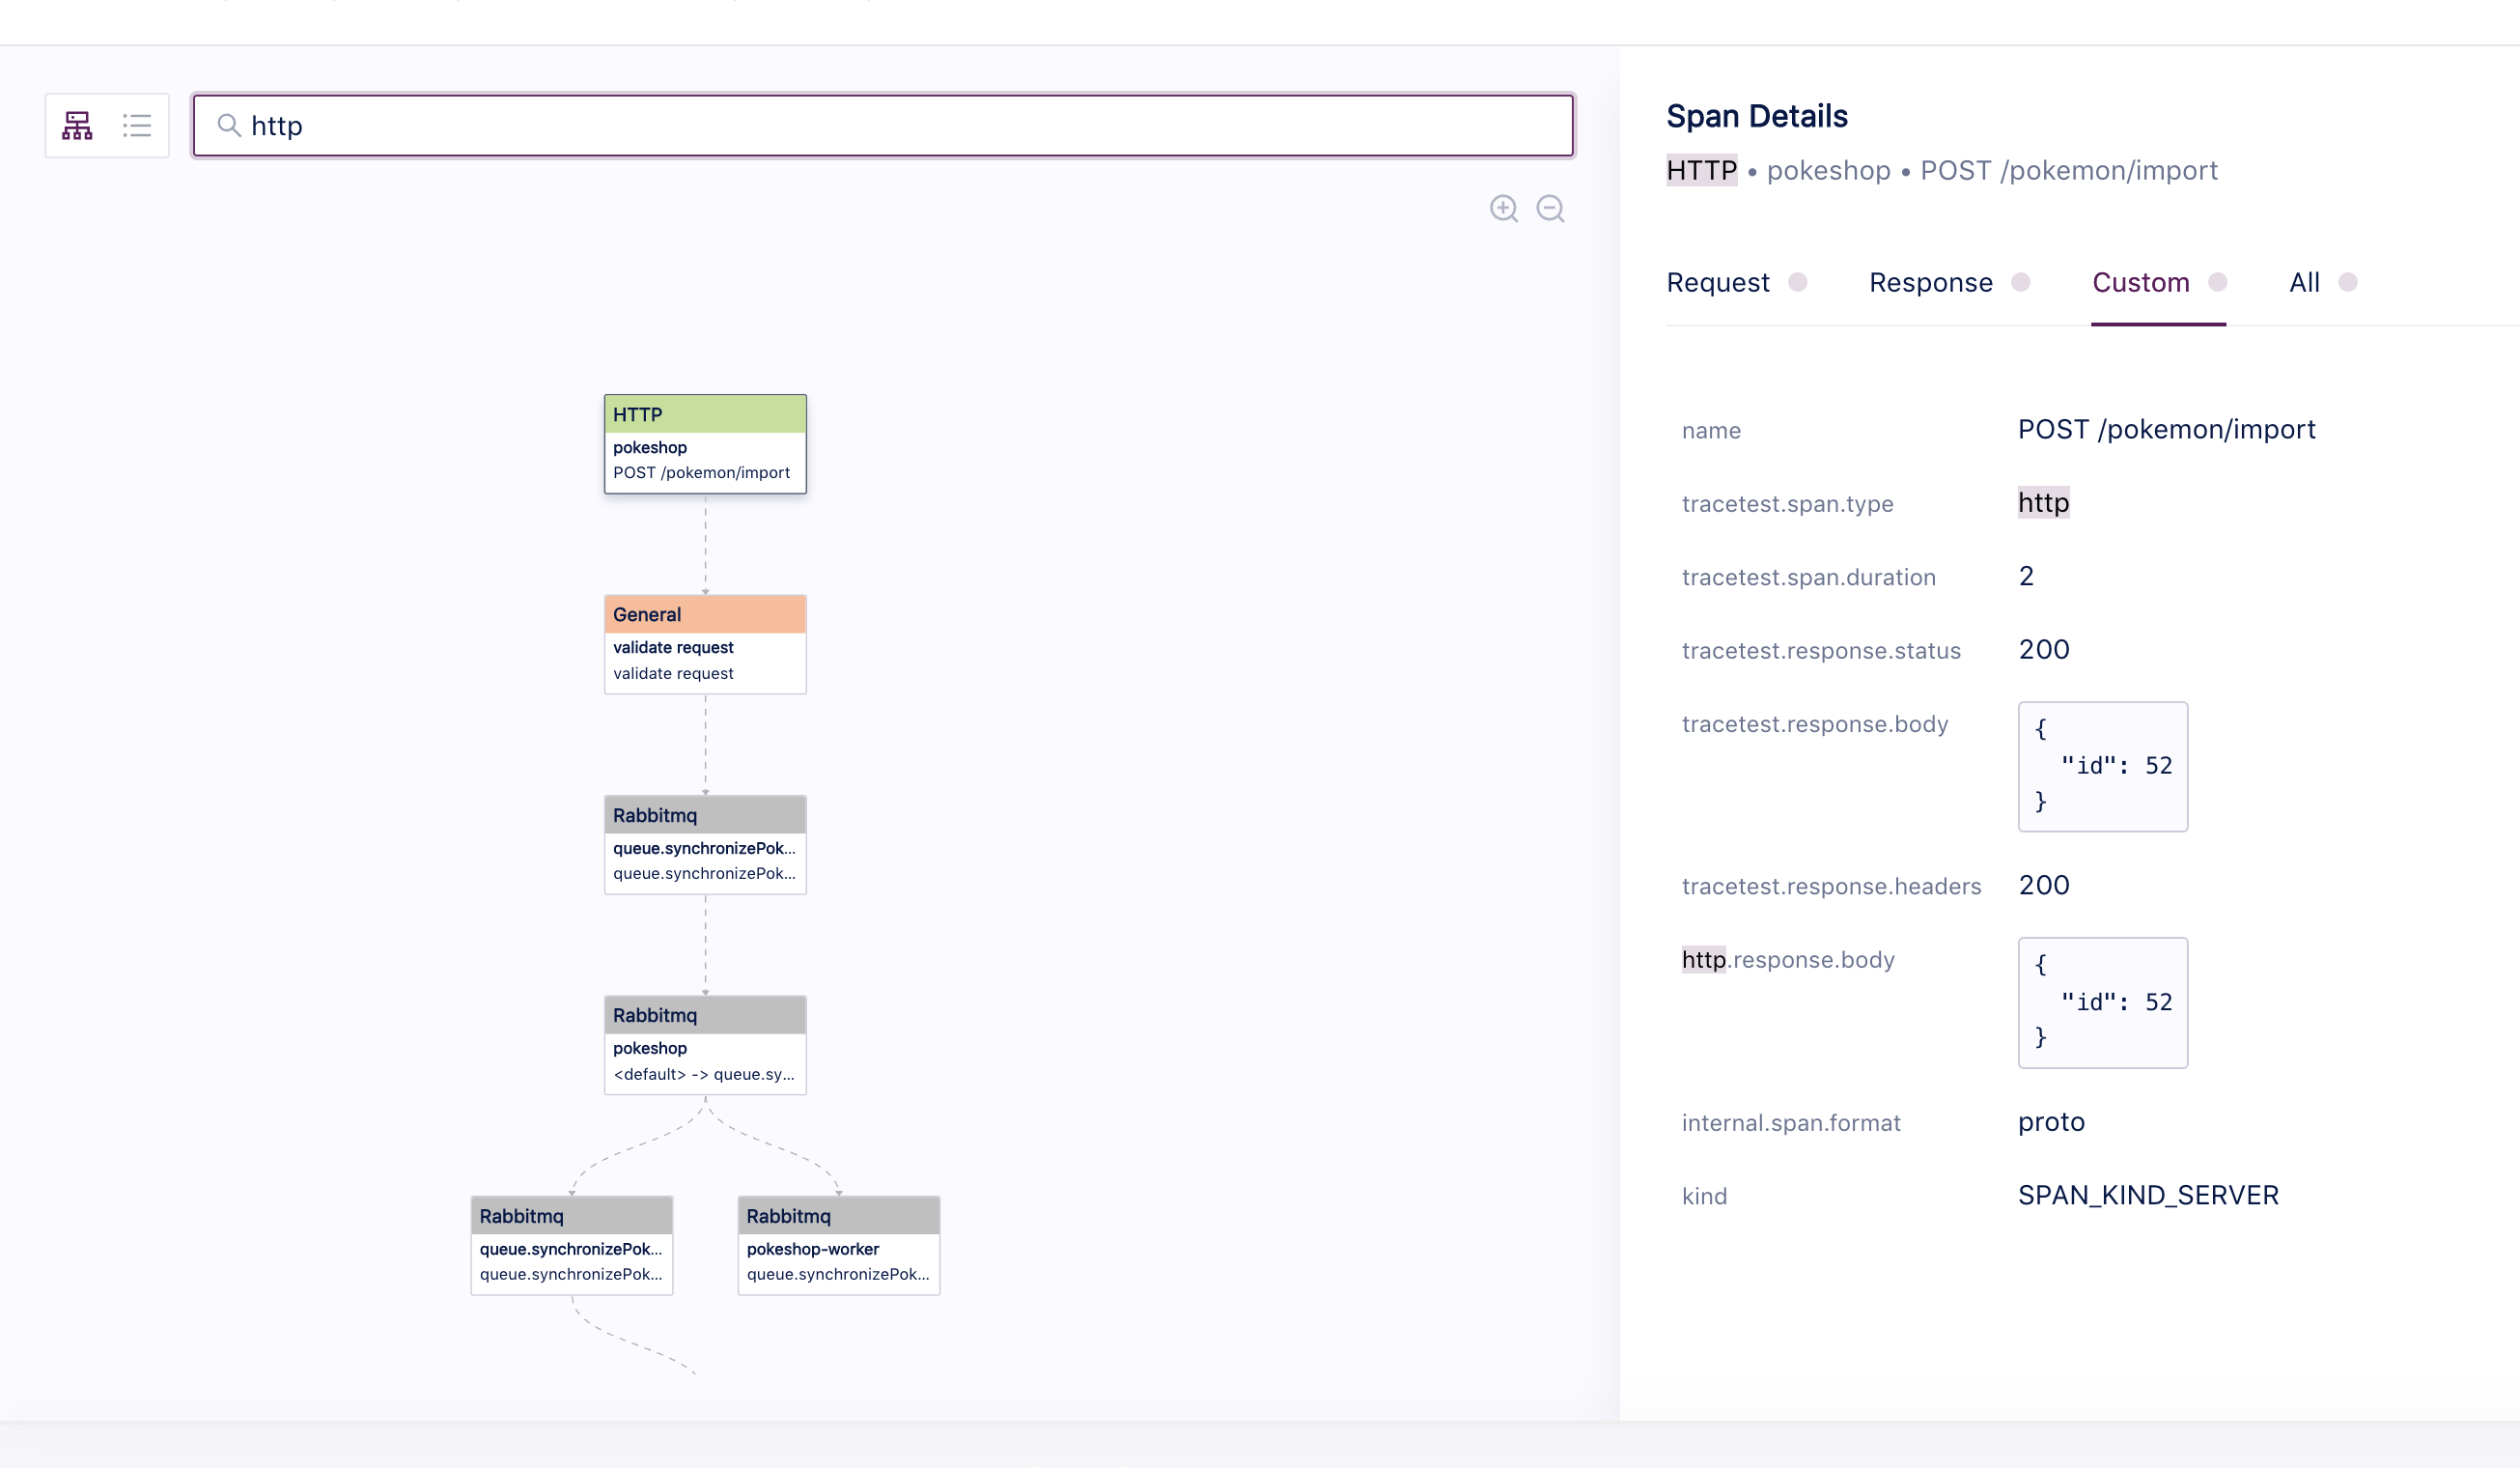 http
HTTP
pokeshop
POST /pokemon/import
General
validate request
validate request
Rabbitmq
queue.synchronizePok...
queue.synchronizePok...
Rabbitmq
pokeshop
<default> -> queue.sy...
Rabbitmq
queue.synchronizePok...
queue.synchronizePok...
Rabbitmq
pokeshop-worker
queue.synchronizePok...
Span Details
HTTP • pokeshop • POST /pokemon/import
Request Response Custom All
name POST /pokemon/import
tracetest.span.type http
tracetest.span.duration 2
tracetest.response.status 200
tracetest.response.body {
"id": 52
}
tracetest.response.headers 200
http.response.body {
"id": 52
}
internal.span.format proto
kind SPAN_KIND_SERVER